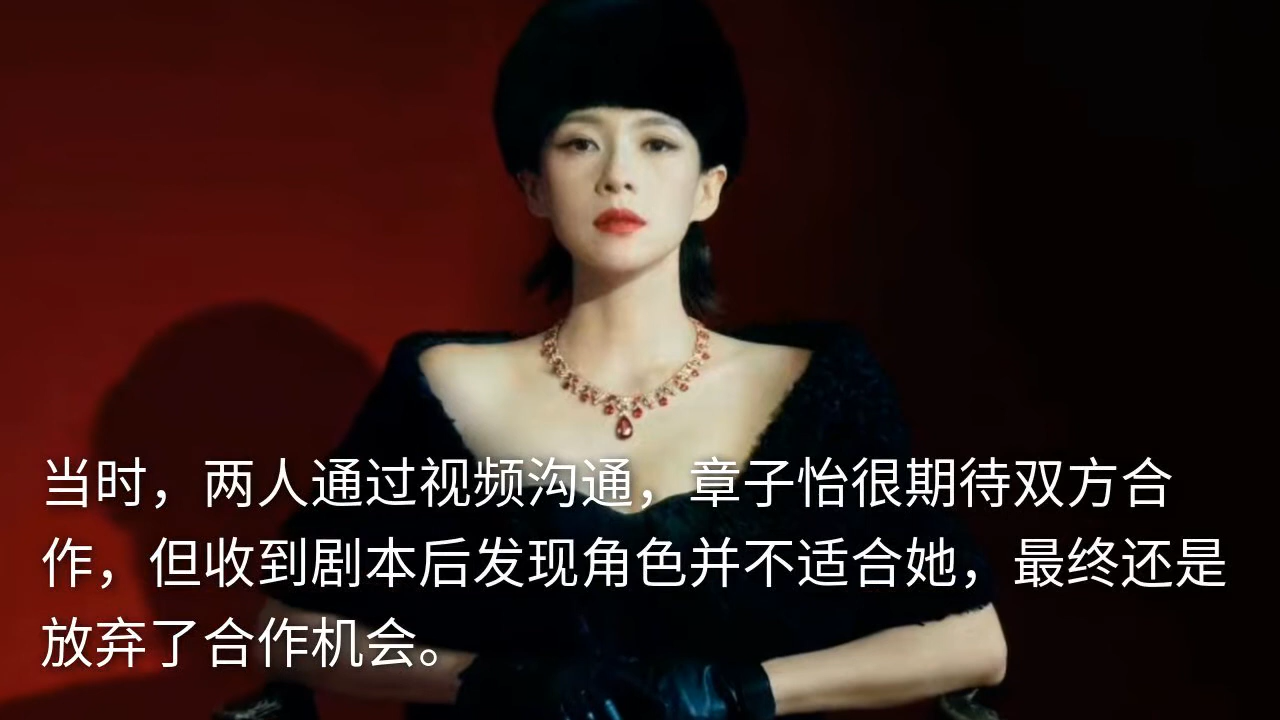 当时，两人通过视频沟通，章子怡很期待双方合
作，但收到剧本后发现角色并不适合她，最终还是
放弃了合作机会。